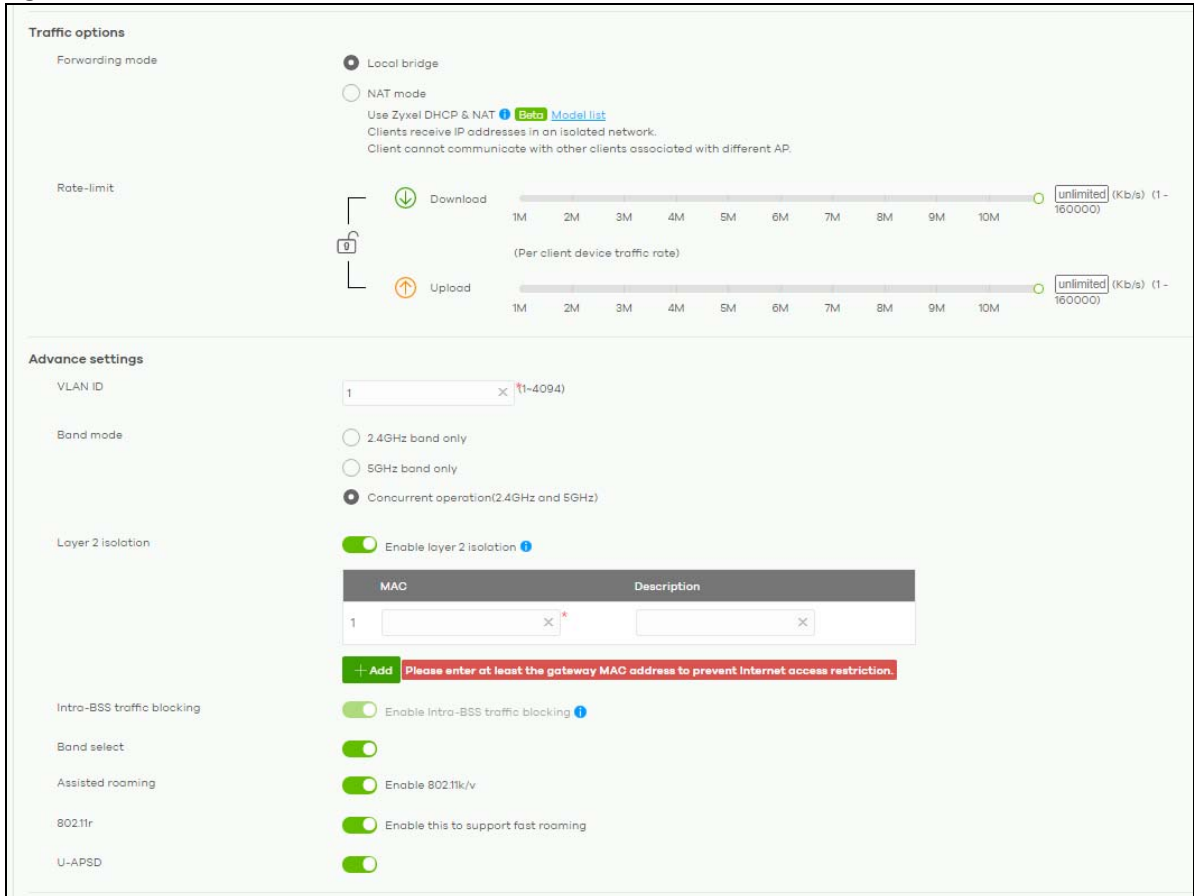 Traffic options
Forwarding mode
Local bridge
NAT mode
Use Zyxel DHCP & NAT Beta Model list
Clients receive IP addresses in an isolated network.
Client cannot communicate with other clients associated with different AP.
Rate-limit
Download
unlimited (Kb/s) (1 -
160000)
1M 2M 3M 4M 5M 6M 7M 8M 9M 10M
(Per client device traffic rate)
Upload
unlimited (Kb/s) (1 -
160000)
1M 2M 3M 4M 5M 6M 7M 8M 9M 10M
Advance settings
VLAN ID
1 * (1~4094)
Band mode
2.4GHz band only
5GHz band only
Concurrent operation(2.4GHz and 5GHz)
Layer 2 isolation
Enable layer 2 isolation
MAC Description
1 *
+ Add Please enter at least the gateway MAC address to prevent Internet access restriction.
Intra-BSS traffic blocking
Enable Intra-BSS traffic blocking
Band select
Assisted roaming
Enable 802.11k/v
802.11r
Enable this to support fast roaming
U-APSD